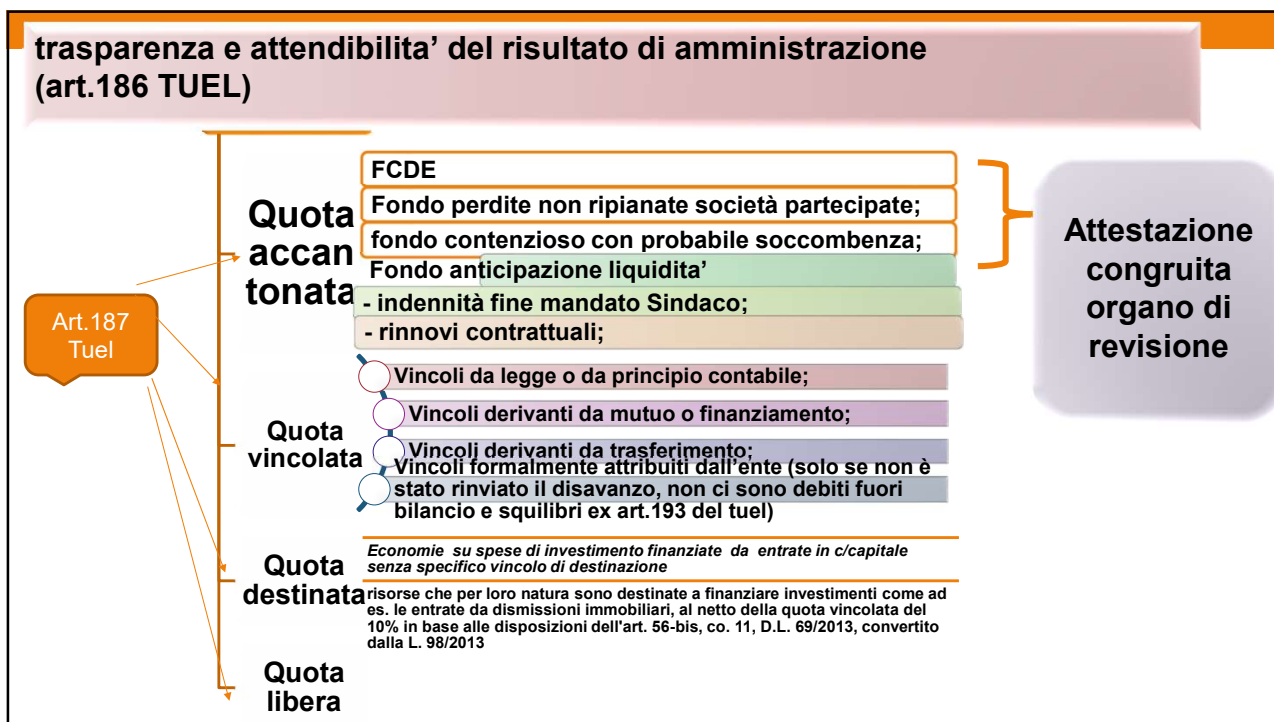 trasparenza e attendibilita’ del risultato di amministrazione
(art.186 TUEL)
Art.187
Tuel
Quota
accan
tonata
FCDE
Fondo perdite non ripianate società partecipate;
fondo contenzioso con probabile soccombenza;
Fondo anticipazione liquidita’
- indennità fine mandato Sindaco;
- rinnovi contrattuali;
Attestazione
congruita
organo di
revisione
Quota
vincolata
Vincoli da legge o da principio contabile;
Vincoli derivanti da mutuo o finanziamento;
Vincoli derivanti da trasferimento;
Vincoli formalmente attribuiti dall’ente (solo se non è
stato rinviato il disavanzo, non ci sono debiti fuori
bilancio e squilibri ex art.193 del tuel)
Quota
destinata
Economie su spese di investimento finanziate da entrate in c/capitale
senza specifico vincolo di destinazione
risorse che per loro natura sono destinate a finanziare investimenti come ad
es. le entrate da dismissioni immobiliari, al netto della quota vincolata del
10% in base alle disposizioni dell'art. 56-bis, co. 11, D.L. 69/2013, convertito
dalla L. 98/2013
Quota
libera